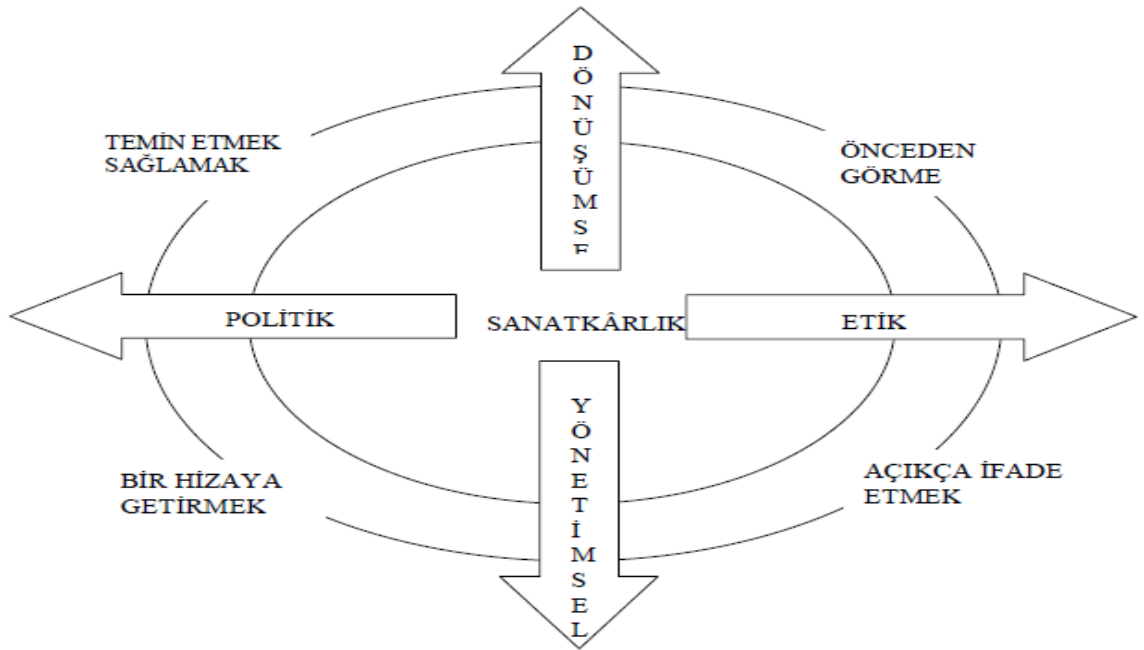 DÖNÜŞÜMSE
TEMİN ETMEK
SAĞLAMAK
ÖNCEDEN
GÖRME
POLİTİK
SANATKÂRLIK
ETİK
YÖNETİMSEL
BİR HİZAYA
GETİRMEK
AÇIKÇA İFADE
ETMEK